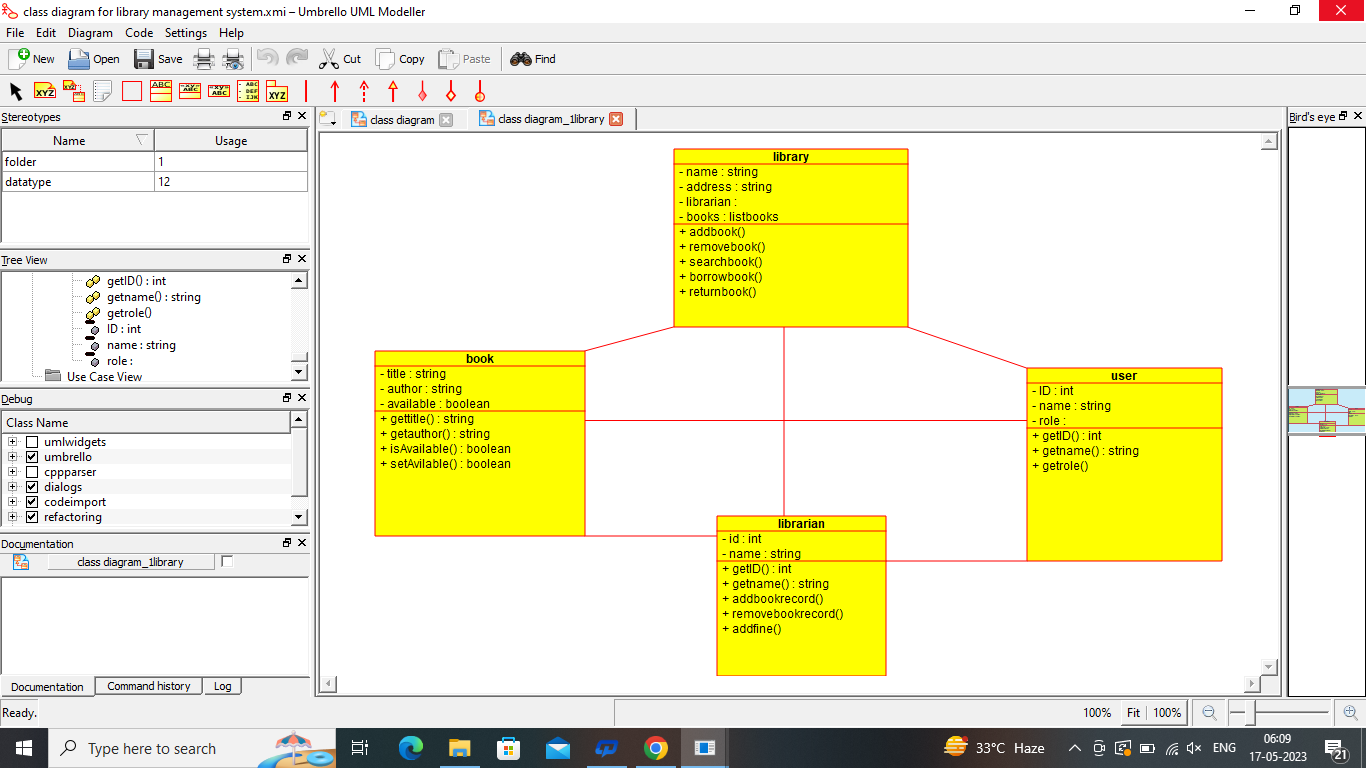 class diagram for library management system.xmi – Umbrello UML Modeller
File Edit Diagram Code Settings Help
New Open Save Cut Copy Paste Find
Stereotypes
Name Usage
folder 1
datatype 12
Tree View
getID() : int
getname() : string
getrole()
ID : int
name : string
role :
Use Case View
Debug
Class Name
umlwidgets
umbrello
cppparser
dialogs
codeimport
refactoring
Documentation
class diagram_1library
Documentation Command history Log
class diagram class diagram_1library
Bird's eye
library
- name : string
- address : string
- librarian :
- books : listbooks
+ addbook()
+ removebook()
+ searchbook()
+ borrowbook()
+ returnbook()
book
- title : string
- author : string
- available : boolean
+ gettitle() : string
+ getauthor() : string
+ isAvailable() : boolean
+ setAvilable() : boolean
user
- ID : int
- name : string
- role :
+ getID() : int
+ getname() : string
+ getrole()
librarian
- id : int
- name : string
+ getID() : int
+ getname() : string
+ addbookrecord()
+ removebookrecord()
+ addfine()
Ready.
100% Fit 100%
Type here to search
33°C Haze
ENG
06:09
17-05-2023
21